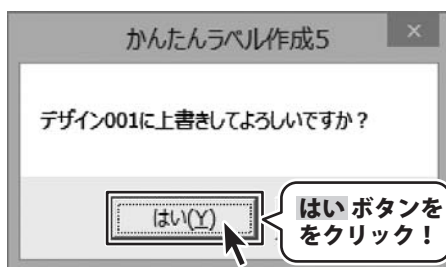 かんたんラベル作成5
×
デザイン001に上書きしてよろしいですか？
はい(Y)
はい ボタンを
をクリック！